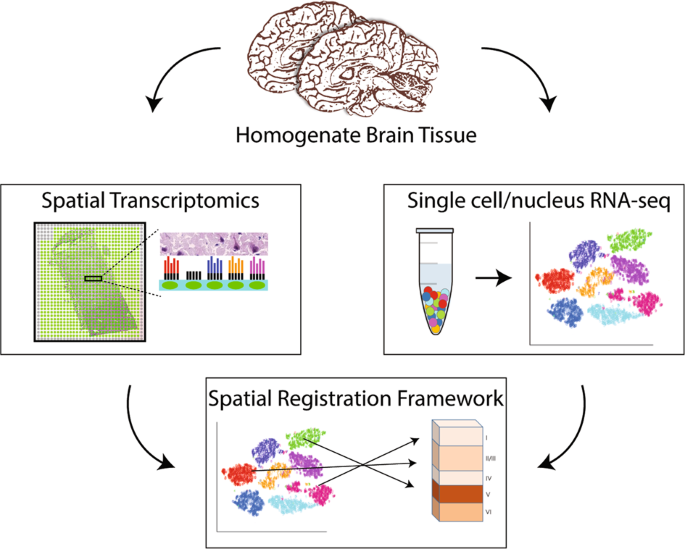 Homogenate Brain Tissue
Spatial Transcriptomics
Single cell/nucleus RNA-seq
Spatial Registration Framework
I
II/III
IV
V
VI